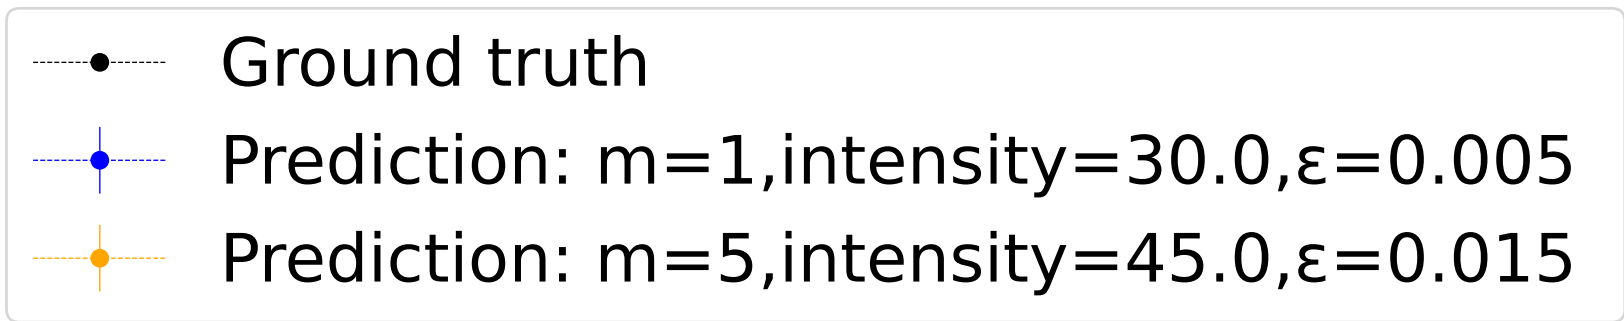 Ground truth
Prediction: m=1,intensity=30.0,ε=0.005
Prediction: m=5,intensity=45.0,ε=0.015